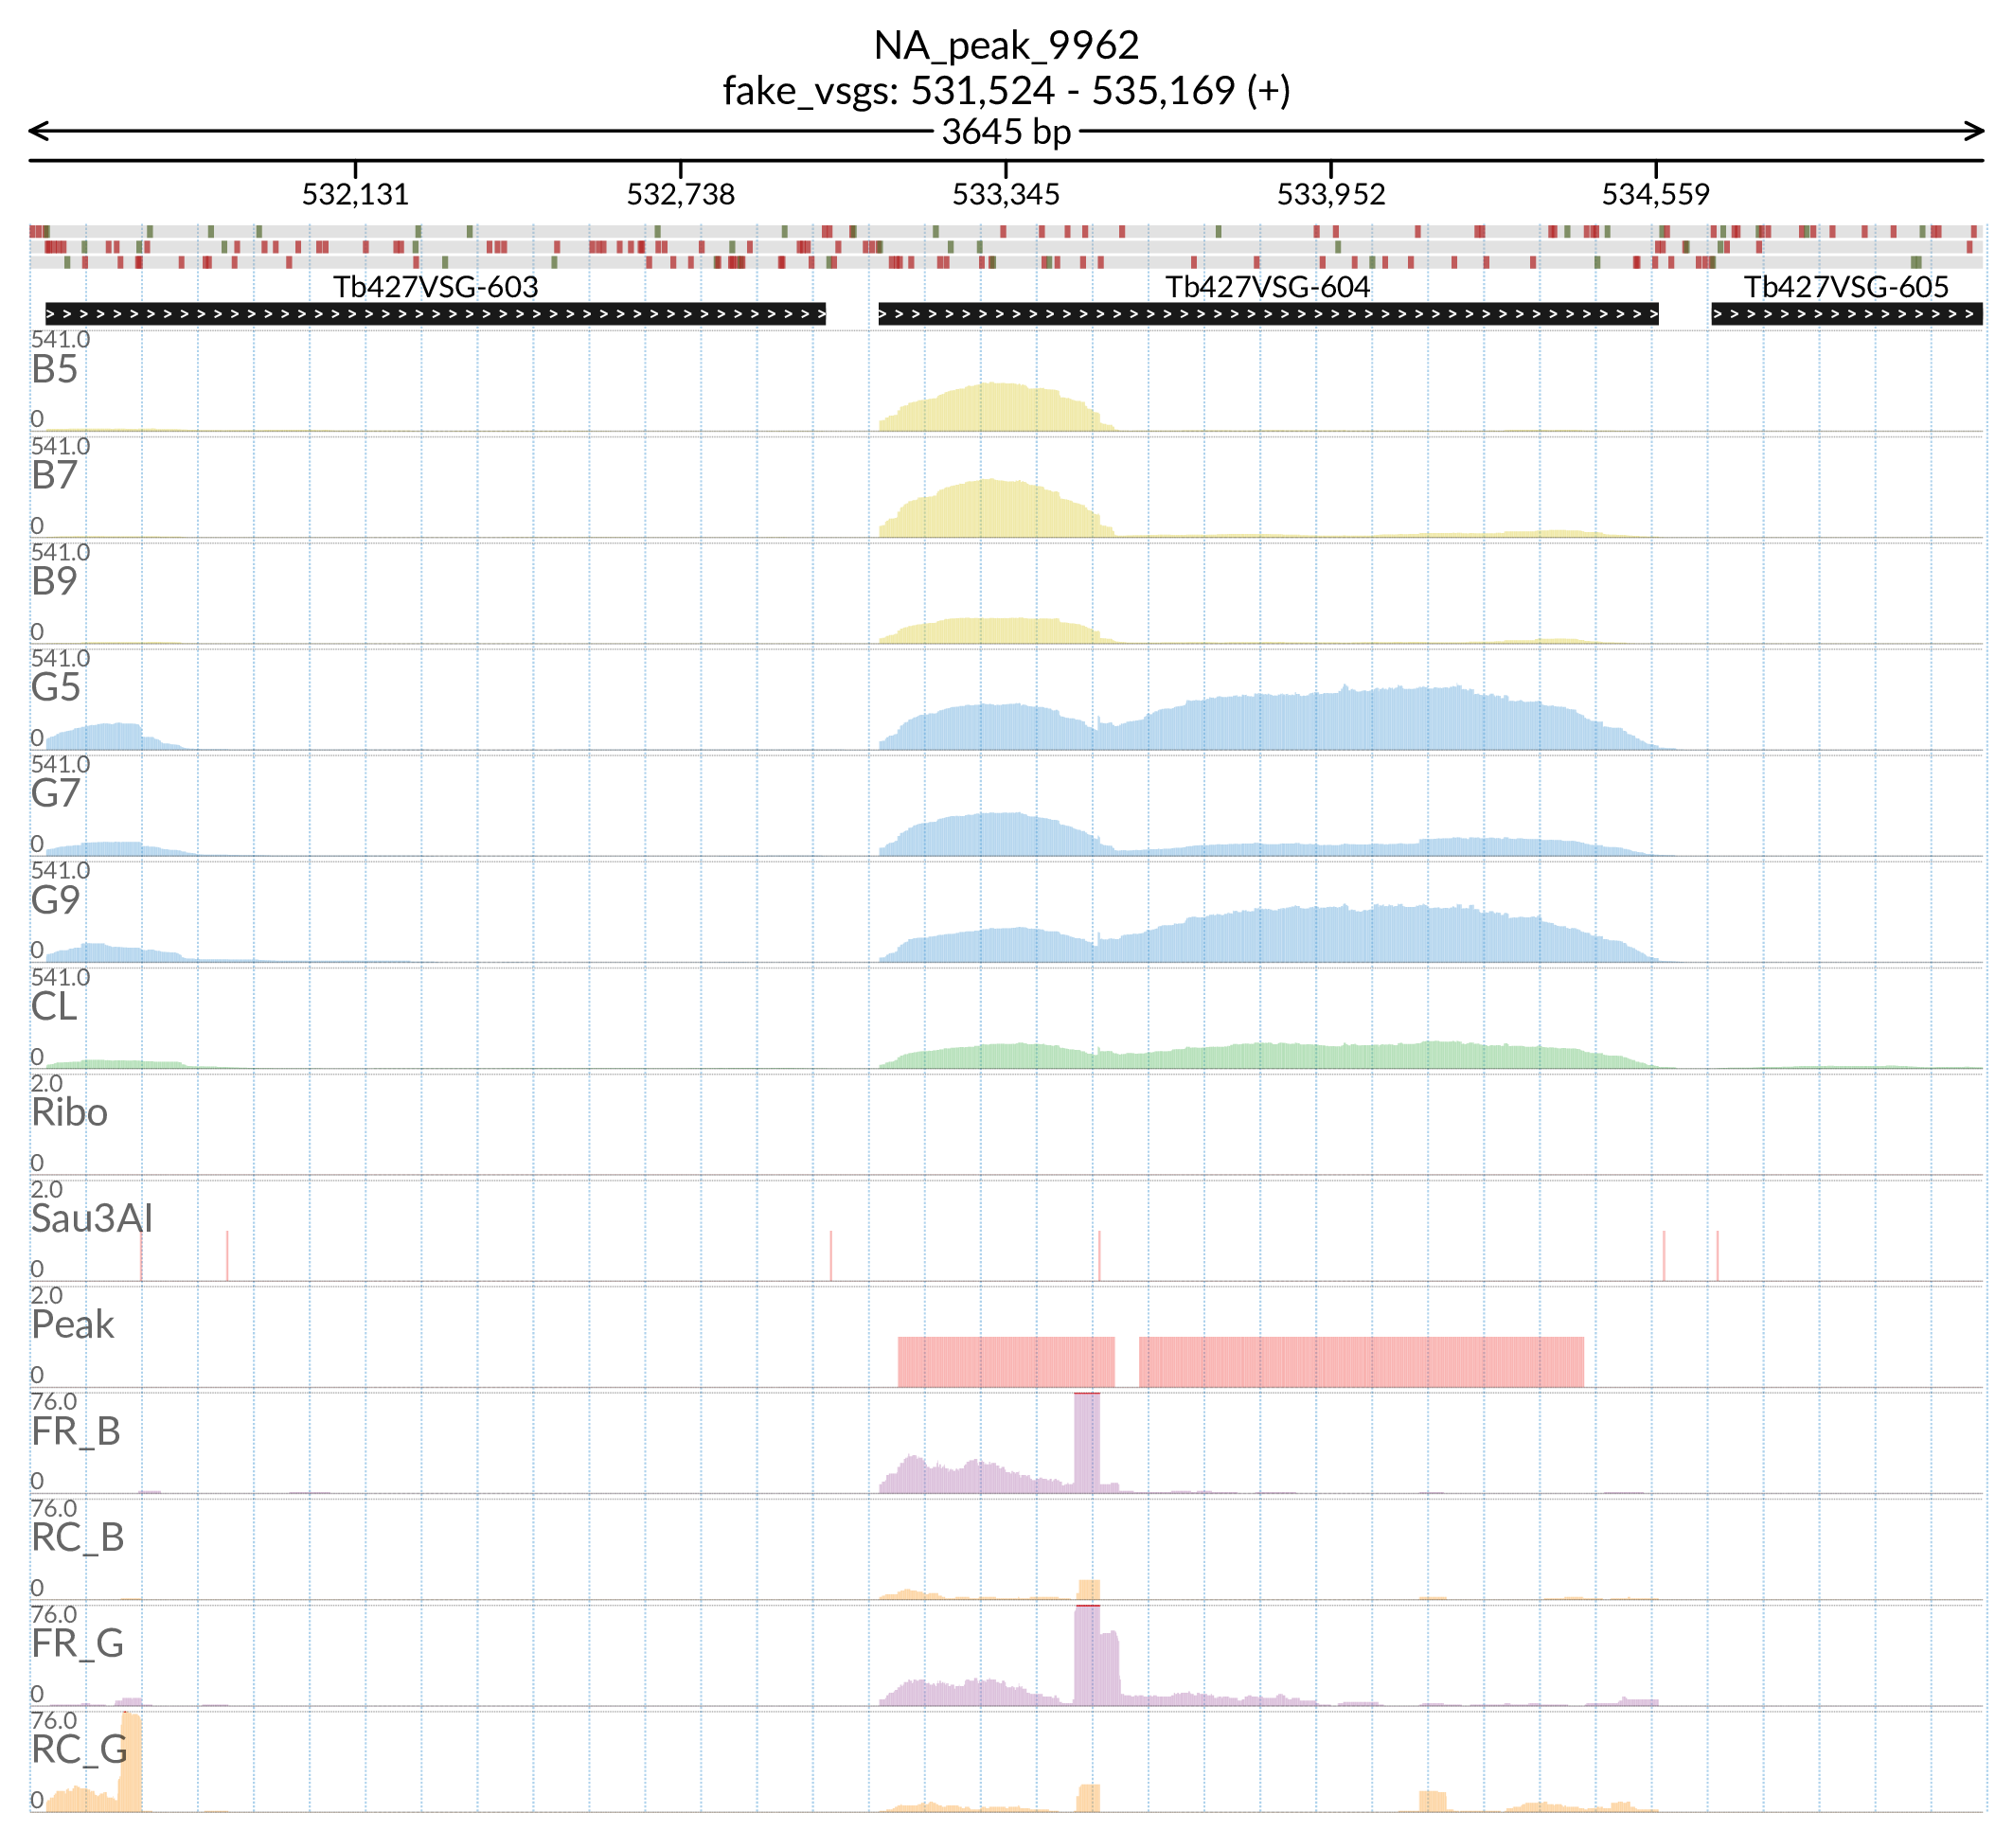 NA_peak_9962
fake_vsgs: 531,524 - 535,169 (+)
3645 bp
532,131 532,738 533,345 533,952 534,559
Tb427VSG-603 Tb427VSG-604 Tb427VSG-605
541.0
B5
0
541.0
B7
0
541.0
B9
0
541.0
G5
0
541.0
G7
0
541.0
G9
0
541.0
CL
0
2.0
Ribo
0
2.0
Sau3AI
0
2.0
Peak
0
76.0
FR_B
0
76.0
RC_B
0
76.0
FR_G
0
76.0
RC_G
0